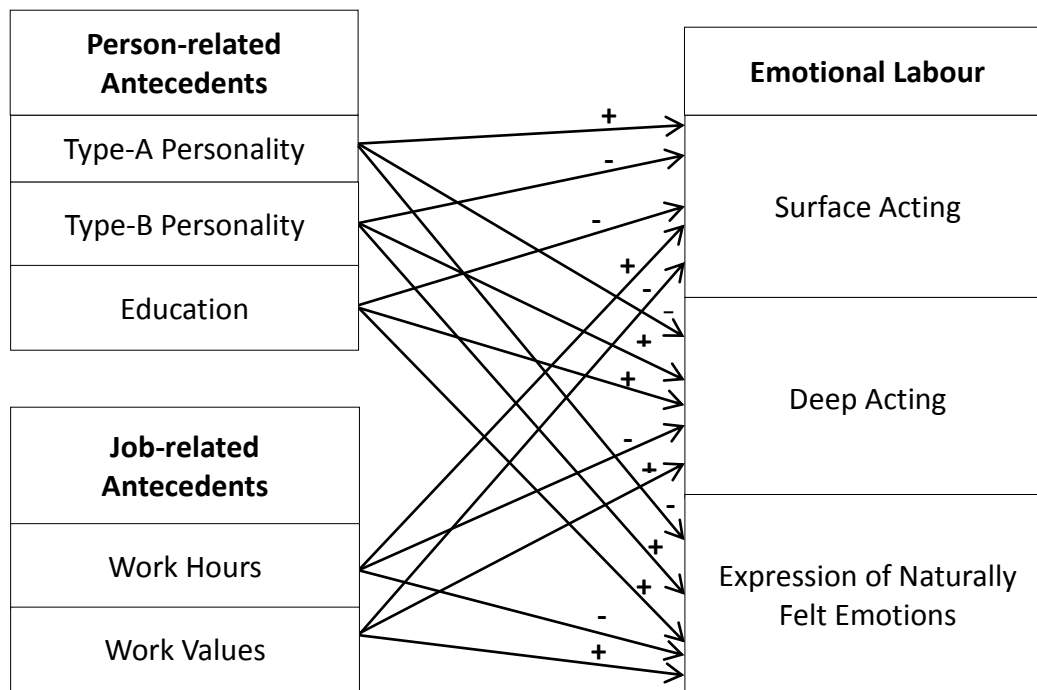 Person-related
Antecedents
Type-A Personality
Type-B Personality
Education
Job-related
Antecedents
Work Hours
Work Values
+
-
-
+
-
-
+
+
-
+
-
+
+
-
+
Emotional Labour
Surface Acting
Deep Acting
Expression of Naturally
Felt Emotions